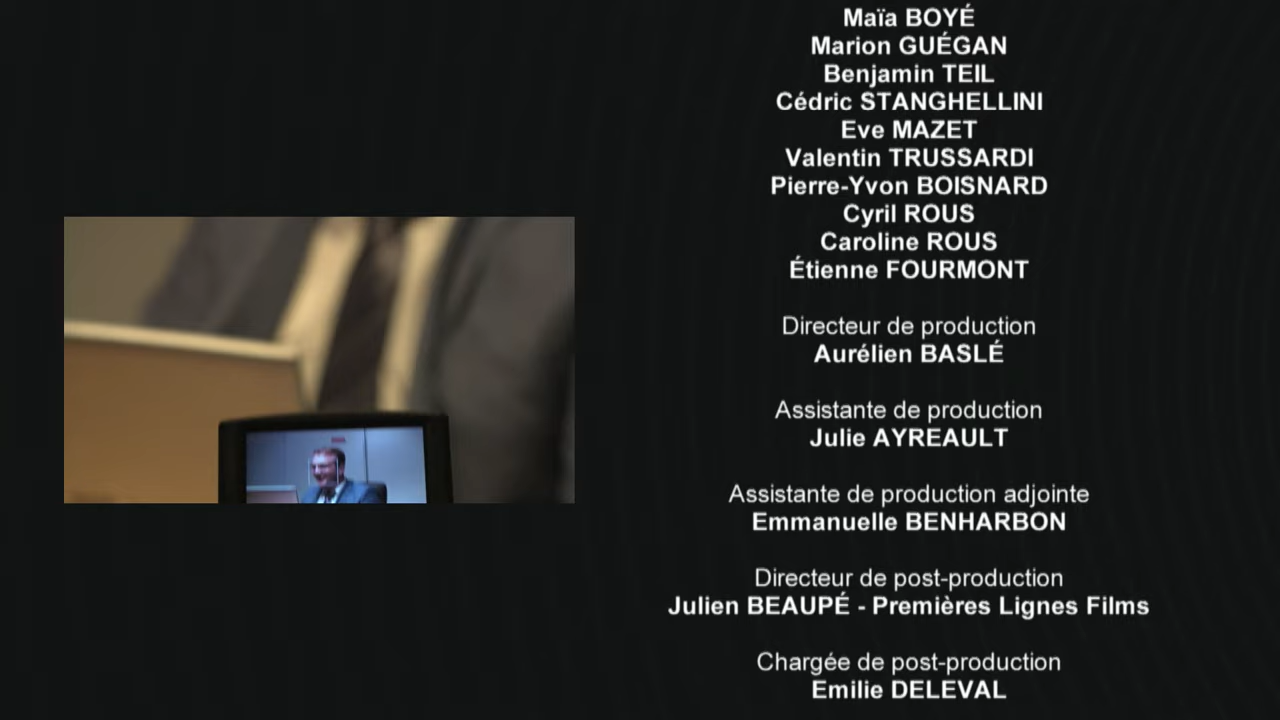 Maïa BOYÉ
Marion GUÉGAN
Benjamin TEIL
Cédric STANGHELLINI
Eve MAZET
Valentin TRUSSARDI
Pierre-Yvon BOISNARD
Cyril ROUS
Caroline ROUS
Étienne FOURMONT
Directeur de production
Aurélien BASLÉ
Assistante de production
Julie AYREAULT
Assistante de production adjointe
Emmanuelle BENHARBON
Directeur de post-production
Julien BEAUPÉ - Premières Lignes Films
Chargée de post-production
Emilie DELEVAL